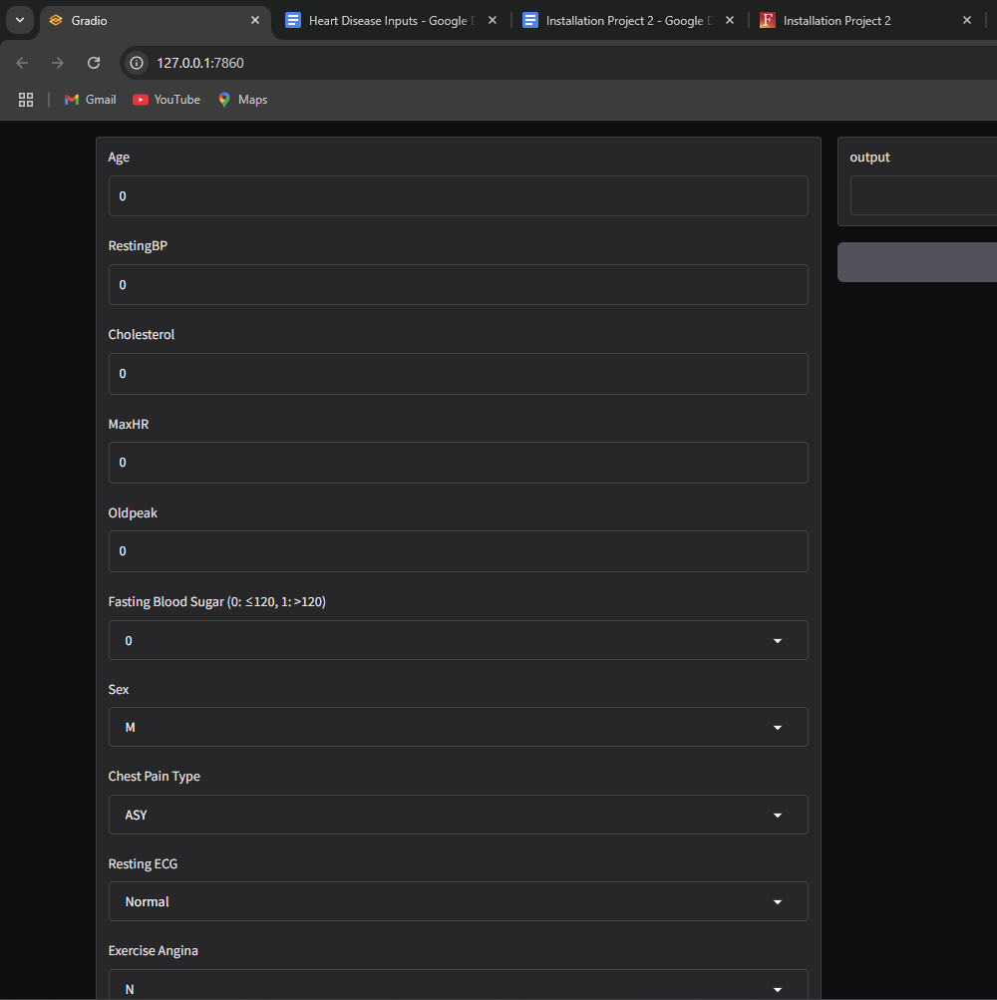 Gradio
Heart Disease Inputs - Google
Installation Project 2 - Google
Installation Project 2
127.0.0.1:7860
Gmail
YouTube
Maps
Age
0
output
RestingBP
0
Cholesterol
0
MaxHR
0
Oldpeak
0
Fasting Blood Sugar (0: ≤120, 1: >120)
0
Sex
M
Chest Pain Type
ASY
Resting ECG
Normal
Exercise Angina
N